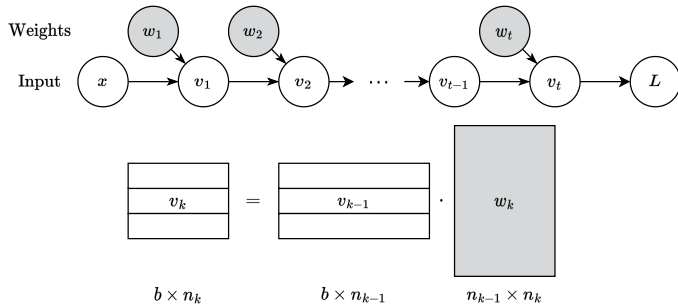 Weights w_1 w_2 w_t
Input x v_1 v_2 ⋯ v_{t−1} v_t L
v_k = v_{k−1} · w_k
b × n_k b × n_{k−1} n_{k−1} × n_k